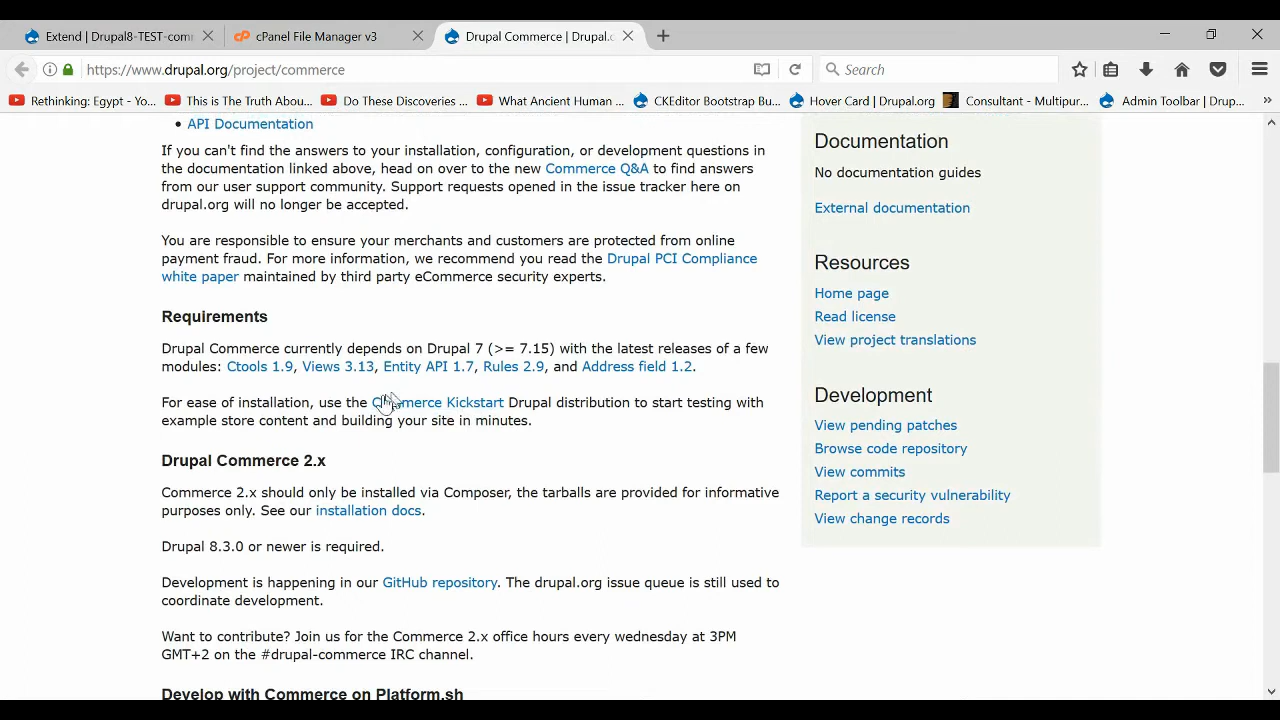 Extend | Drupal8-TEST-com
cPanel File Manager v3
Drupal Commerce | Drupal.c
https://www.drupal.org/project/commerce
Search
Rethinking: Egypt - Yo...
This is The Truth Abou...
Do These Discoveries ...
What Ancient Human ...
CKEditor Bootstrap Bu...
Hover Card | Drupal.org
Consultant - Multipur...
Admin Toolbar | Drup...
• API Documentation
If you can't find the answers to your installation, configuration, or development questions in
the documentation linked above, head on over to the new Commerce Q&A to find answers
from our user support community. Support requests opened in the issue tracker here on
drupal.org will no longer be accepted.
You are responsible to ensure your merchants and customers are protected from online
payment fraud. For more information, we recommend you read the Drupal PCI Compliance
white paper maintained by third party eCommerce security experts.
Requirements
Drupal Commerce currently depends on Drupal 7 (>= 7.15) with the latest releases of a few
modules: Ctools 1.9, Views 3.13, Entity API 1.7, Rules 2.9, and Address field 1.2.
For ease of installation, use the Commerce Kickstart Drupal distribution to start testing with
example store content and building your site in minutes.
Drupal Commerce 2.x
Commerce 2.x should only be installed via Composer, the tarballs are provided for informative
purposes only. See our installation docs.
Drupal 8.3.0 or newer is required.
Development is happening in our GitHub repository. The drupal.org issue queue is still used to
coordinate development.
Want to contribute? Join us for the Commerce 2.x office hours every wednesday at 3PM
GMT+2 on the #drupal-commerce IRC channel.
Develop with Commerce on Platform.sh
Documentation
No documentation guides
External documentation
Resources
Home page
Read license
View project translations
Development
View pending patches
Browse code repository
View commits
Report a security vulnerability
View change records